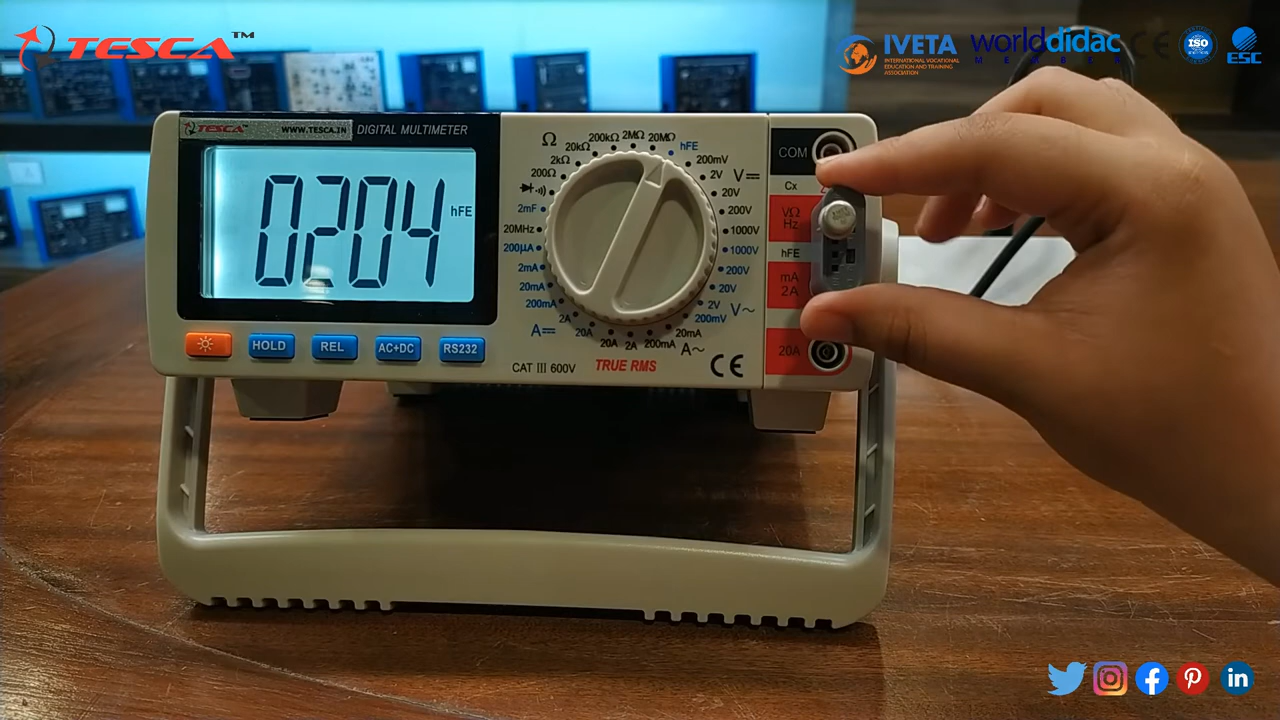 TESCA™
IVETA
INTERNATIONAL VOCATIONAL
EDUCATION AND TRAINING
ASSOCIATION
worlddidac
MEMBER
CE
ISO
ESC
TESCA™
WWW.TESCA.IN
DIGITAL MULTIMETER
0204
hFE
HOLD
REL
AC+DC
RS232
Ω
200Ω
2kΩ
20kΩ
200kΩ
2MΩ
20MΩ
hFE
200mV
2V
V
20V
200V
1000V
1000V
200V
20V
2V
V~
200mV
20mA
A~
200mA
2A
20A
20A
2A
A
200mA
20mA
2mA
200µA
20MHz
2mF
CAT III 600V
TRUE RMS
CE
COM
Cx
VΩ
Hz
hFE
mA
2A
20A
in